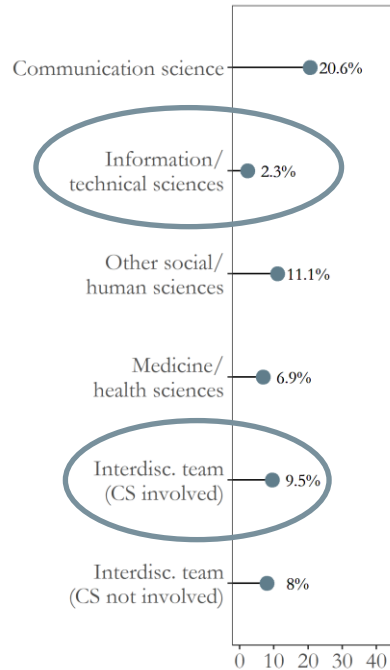 Communication science
20.6%
Information/
technical sciences
2.3%
Other social/
human sciences
11.1%
Medicine/
health sciences
6.9%
Interdisc. team
(CS involved)
9.5%
Interdisc. team
(CS not involved)
8%
0 10 20 30 40